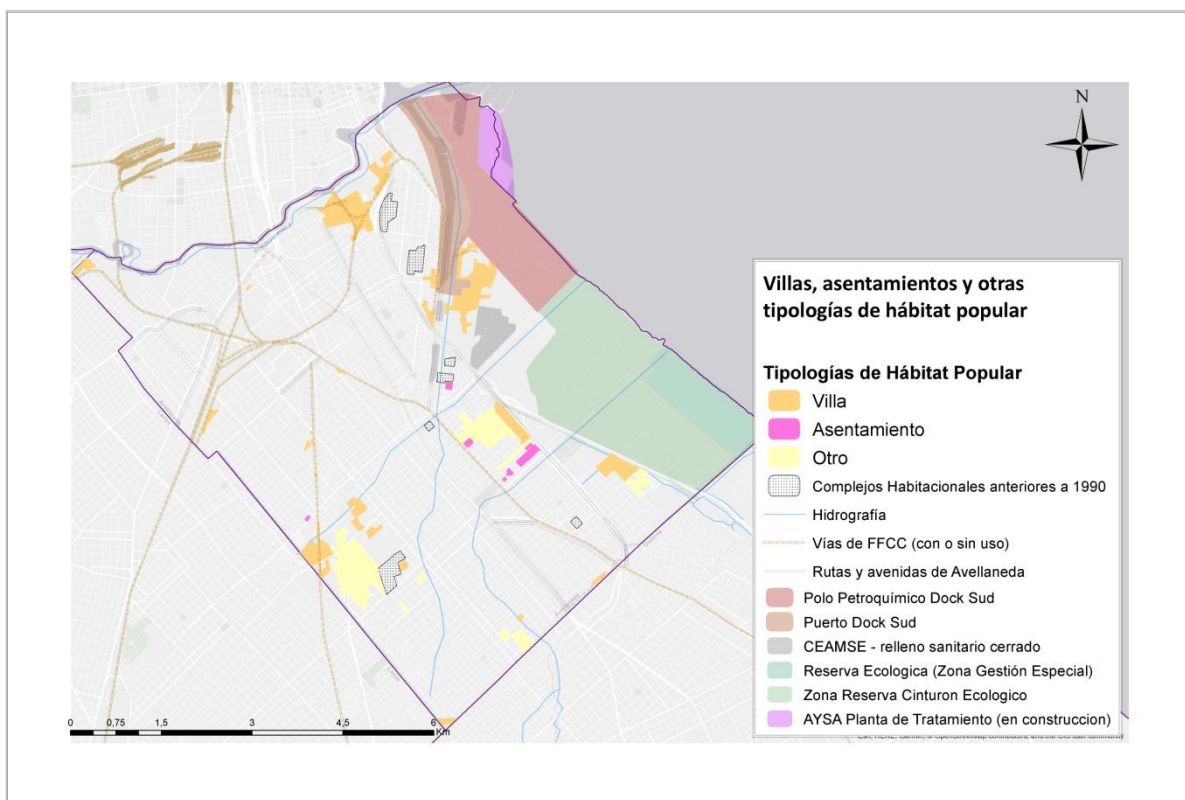 N
Villas, asentamientos y otras
tipologías de hábitat popular
Tipologías de Hábitat Popular
Villa
Asentamiento
Otro
Complejos Habitacionales anteriores a 1990
Hidrografía
Vías de FFCC (con o sin uso)
Rutas y avenidas de Avellaneda
Polo Petroquímico Dock Sud
Puerto Dock Sud
CEAMSE - relleno sanitario cerrado
Reserva Ecologica (Zona Gestión Especial)
Zona Reserva Cinturon Ecologico
AYSA Planta de Tratamiento (en construccion)
0 0,75 1,5 3 4,5 6
Km